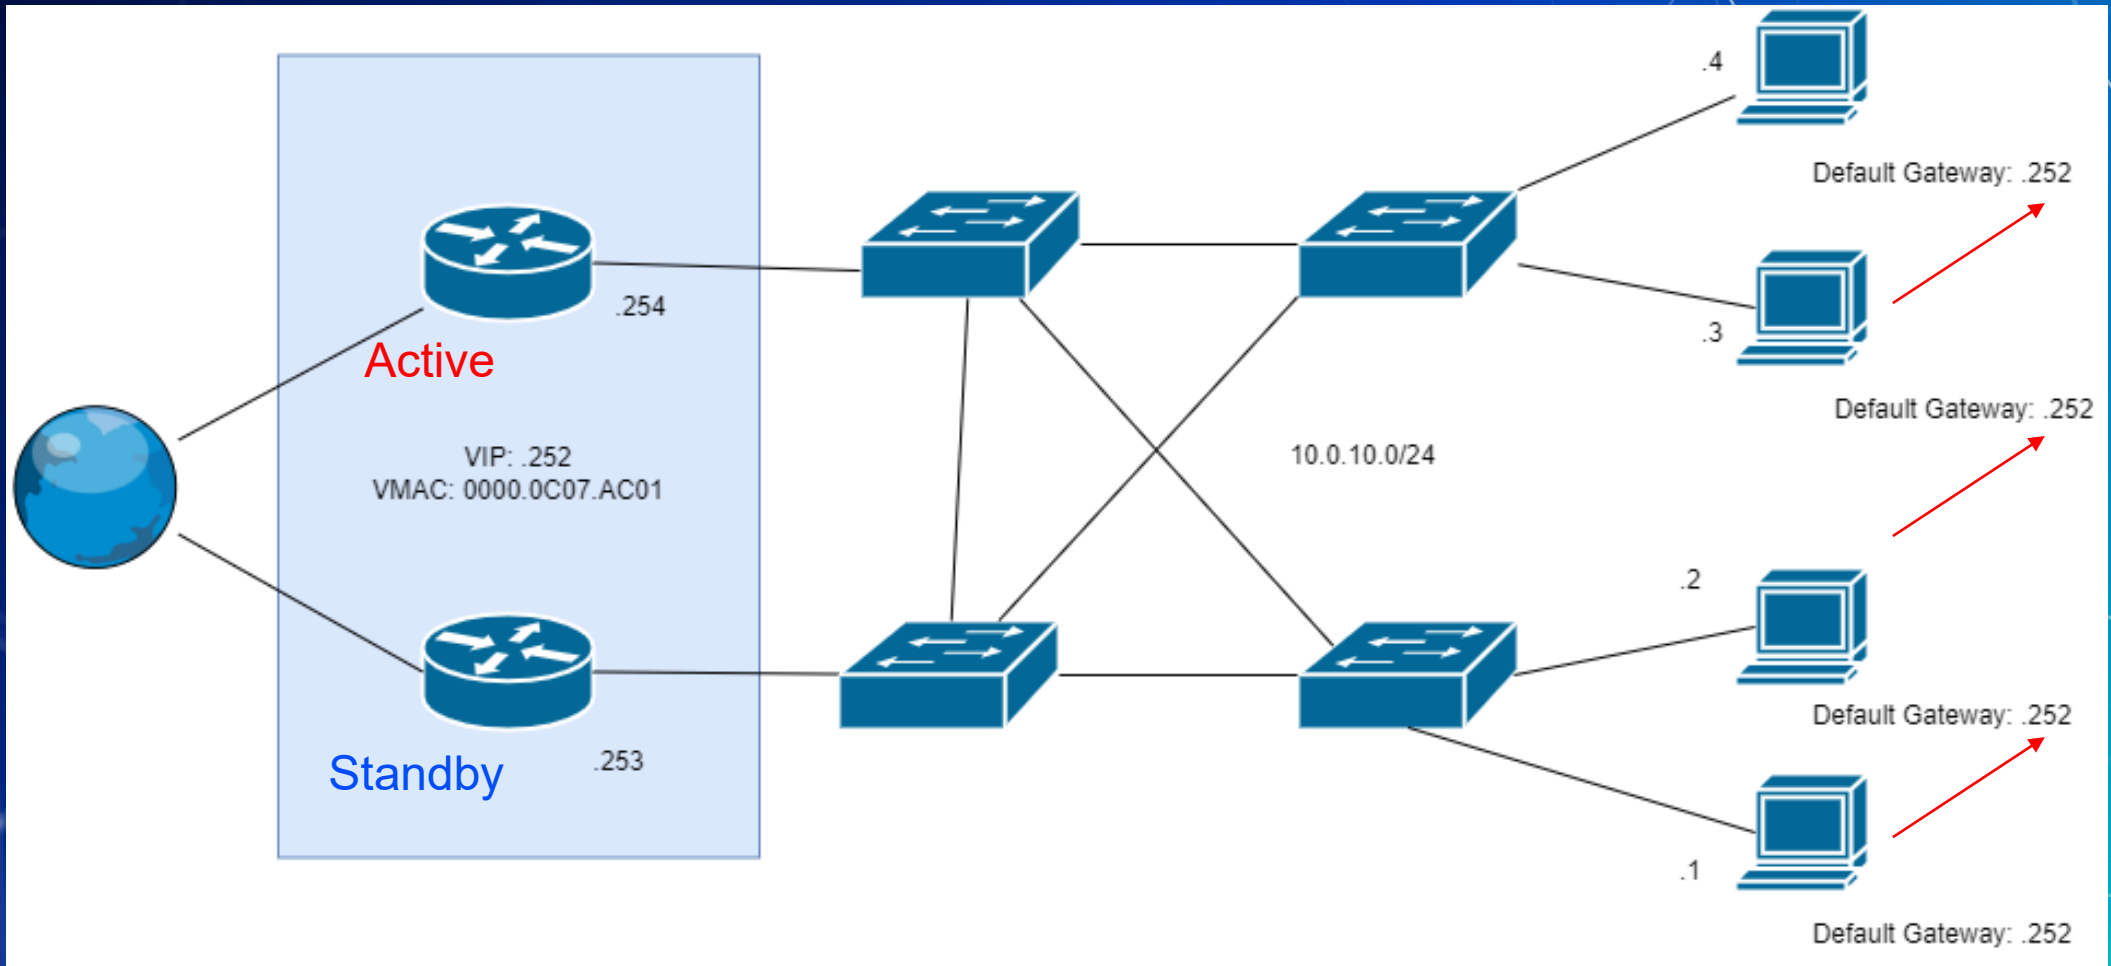 .4
Default Gateway: .252
.254
Active
.3
Default Gateway: .252
VIP: .252
VMAC: 0000.0C07.AC01
10.0.10.0/24
.2
Default Gateway: .252
Standby
.253
.1
Default Gateway: .252